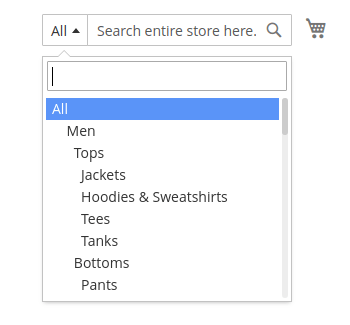 All Search entire store here.
All
Men
Tops
Jackets
Hoodies & Sweatshirts
Tees
Tanks
Bottoms
Pants